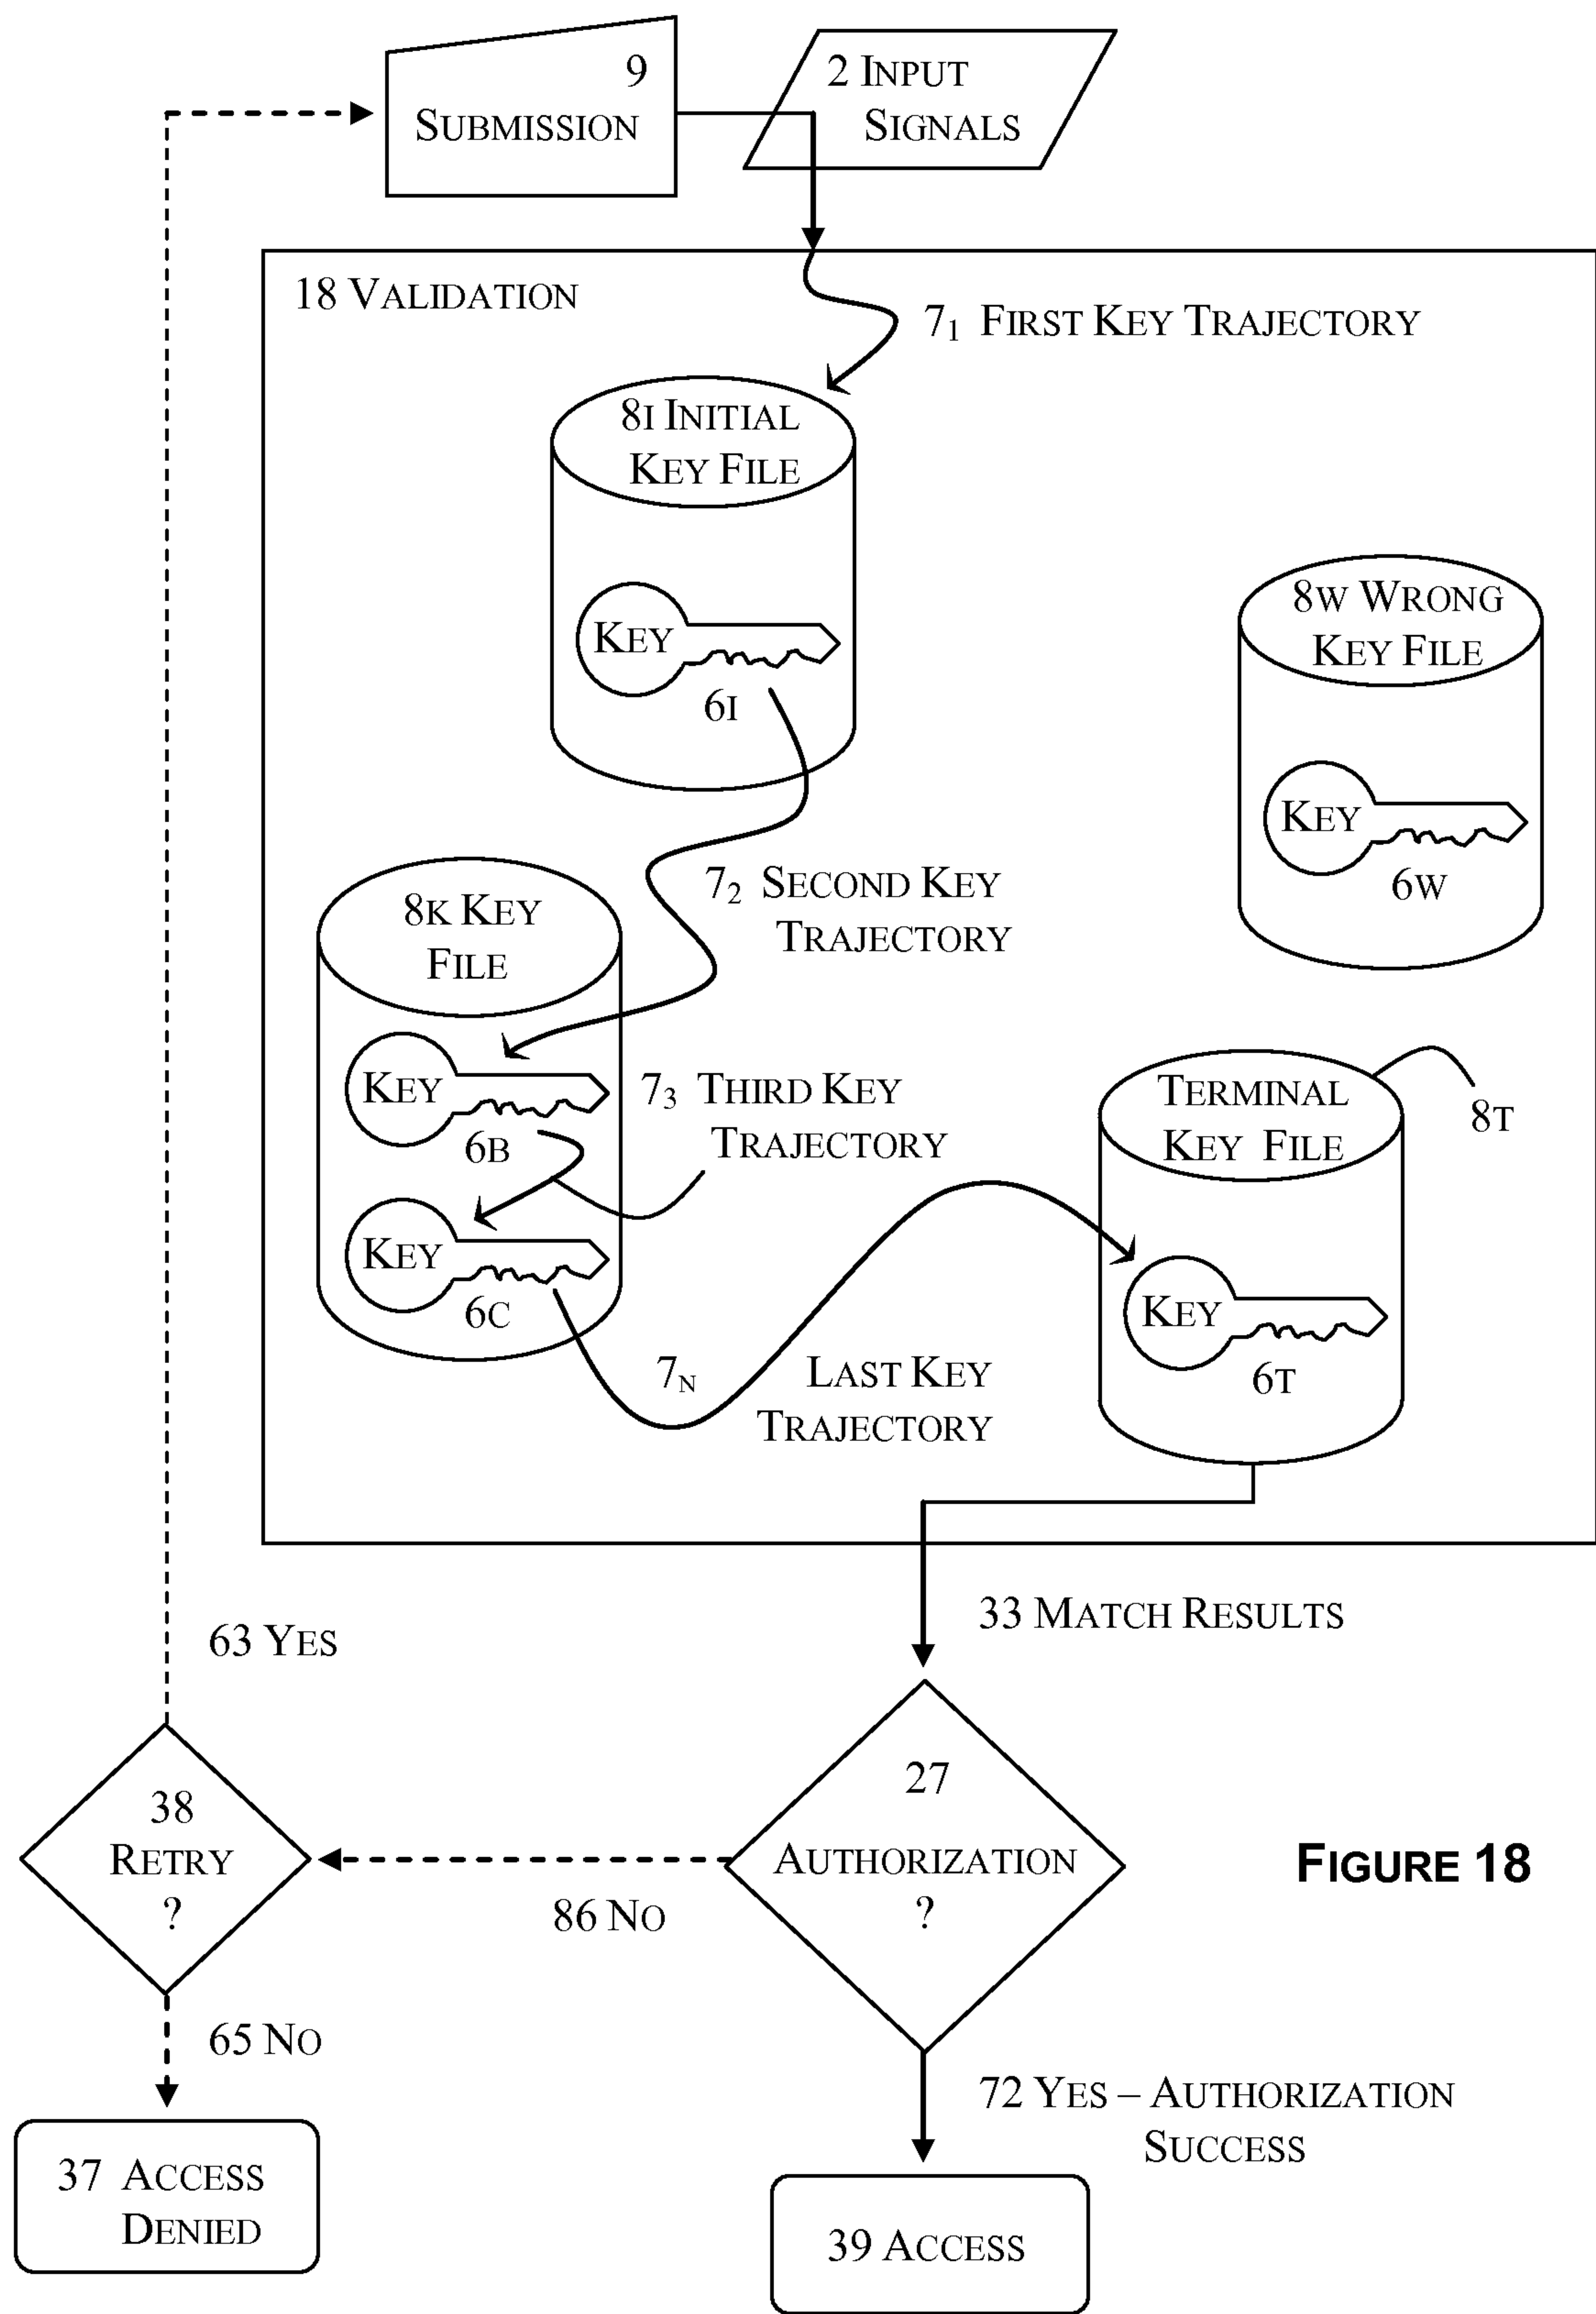 9
SUBMISSION
2 INPUT
SIGNALS
18 VALIDATION
7₁ FIRST KEY TRAJECTORY
8I INITIAL
KEY FILE
KEY
6I
8W WRONG
KEY FILE
KEY
6W
7₂ SECOND KEY
TRAJECTORY
8K KEY
FILE
KEY
6B
7₃ THIRD KEY
TRAJECTORY
KEY
6C
TERMINAL
KEY FILE
8T
KEY
6T
7ₙ LAST KEY
TRAJECTORY
33 MATCH RESULTS
63 YES
38
RETRY
?
27
AUTHORIZATION
?
86 NO
FIGURE 18
65 NO
72 YES – AUTHORIZATION
SUCCESS
37 ACCESS
DENIED
39 ACCESS